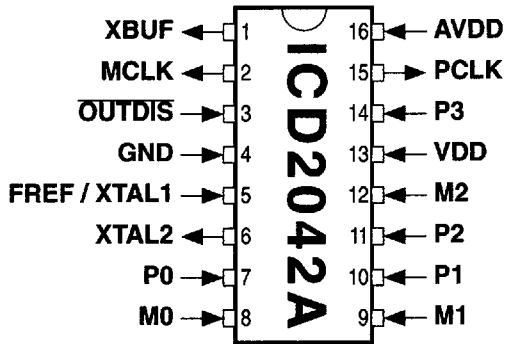 XBUF 1 16 AVDD
MCLK 2 15 PCLK
OUTDIS 3 14 P3
GND 4 13 VDD
FREF / XTAL1 5 12 M2
XTAL2 6 11 P2
P0 7 10 P1
M0 8 9 M1
ICD2042A